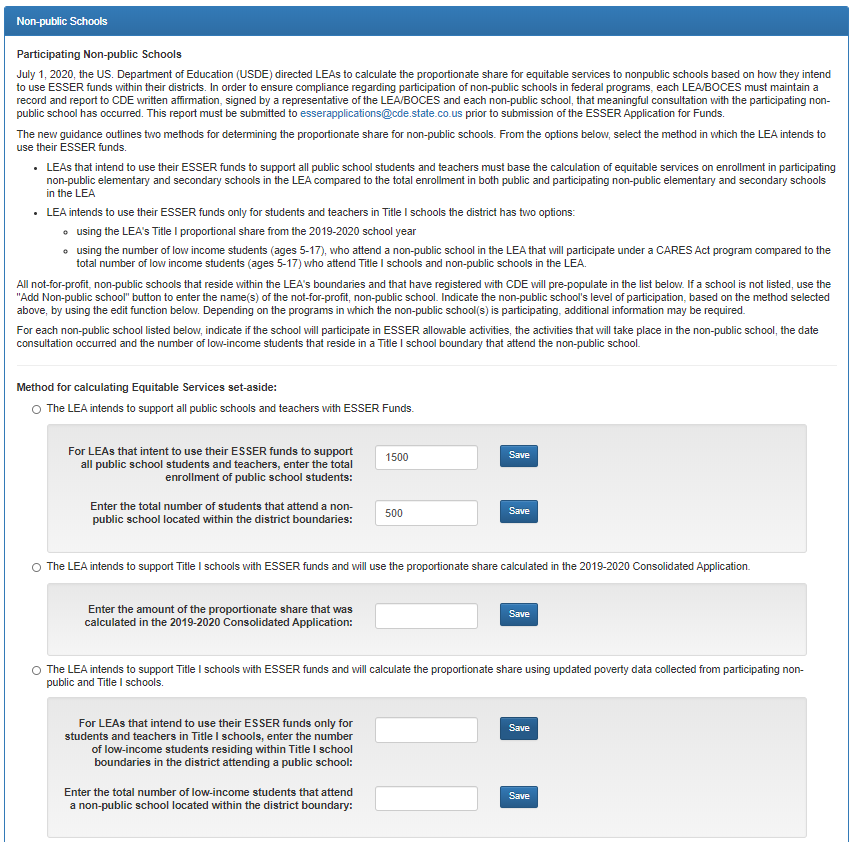 Non-public Schools
Participating Non-public Schools
July 1, 2020, the US. Department of Education (USDE) directed LEAs to calculate the proportionate share for equitable services to nonpublic schools based on how they intend
to use ESSER funds within their districts. In order to ensure compliance regarding participation of non-public schools in federal programs, each LEA/BOCES must maintain a
record and report to CDE written affirmation, signed by a representative of the LEA/BOCES and each non-public school, that meaningful consultation with the participating non-
public school has occurred. This report must be submitted to esserapplications@cde.state.co.us prior to submission of the ESSER Application for Funds.
The new guidance outlines two methods for determining the proportionate share for non-public schools. From the options below, select the method in which the LEA intends to
use their ESSER funds.
• LEAs that intend to use their ESSER funds to support all public school students and teachers must base the calculation of equitable services on enrollment in participating
non-public elementary and secondary schools in the LEA compared to the total enrollment in both public and participating non-public elementary and secondary schools
in the LEA
• LEA intends to use their ESSER funds only for students and teachers in Title I schools the district has two options:
◦ using the LEA's Title I proportional share from the 2019-2020 school year
◦ using the number of low income students (ages 5-17), who attend a non-public school in the LEA that will participate under a CARES Act program compared to the
total number of low income students (ages 5-17) who attend Title I schools and non-public schools in the LEA.
All not-for-profit, non-public schools that reside within the LEA's boundaries and that have registered with CDE will pre-populate in the list below. If a school is not listed, use the
"Add Non-public school" button to enter the name(s) of the not-for-profit, non-public school. Indicate the non-public school's level of participation, based on the method selected
above, by using the edit function below. Depending on the programs in which the non-public school(s) is participating, additional information may be required.
For each non-public school listed below, indicate if the school will participate in ESSER allowable activities, the activities that will take place in the non-public school, the date
consultation occurred and the number of low-income students that reside in a Title I school boundary that attend the non-public school.
Method for calculating Equitable Services set-aside:
The LEA intends to support all public schools and teachers with ESSER Funds.
For LEAs that intent to use their ESSER funds to support
all public school students and teachers, enter the total
enrollment of public school students:
1500
Save
Enter the total number of students that attend a non-
public school located within the district boundaries:
500
Save
The LEA intends to support Title I schools with ESSER funds and will use the proportionate share calculated in the 2019-2020 Consolidated Application.
Enter the amount of the proportionate share that was
calculated in the 2019-2020 Consolidated Application:
Save
The LEA intends to support Title I schools with ESSER funds and will calculate the proportionate share using updated poverty data collected from participating non-
public and Title I schools.
For LEAs that intend to use their ESSER funds only for
students and teachers in Title I schools, enter the number
of low-income students residing within Title I school
boundaries in the district attending a public school:
Save
Enter the total number of low-income students that attend
a non-public school located within the district boundary:
Save